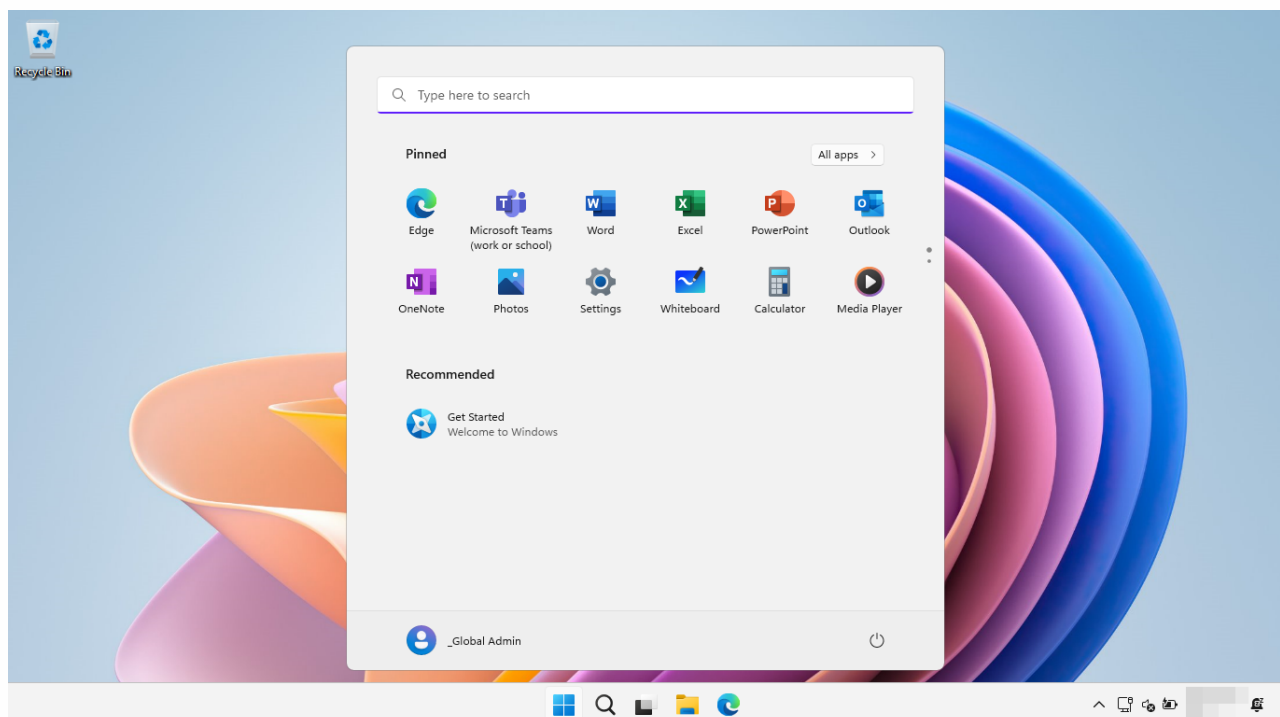 Recycle Bin
Type here to search
Pinned
All apps
Edge
Microsoft Teams
(work or school)
Word
Excel
PowerPoint
Outlook
OneNote
Photos
Settings
Whiteboard
Calculator
Media Player
Recommended
Get Started
Welcome to Windows
_Global Admin